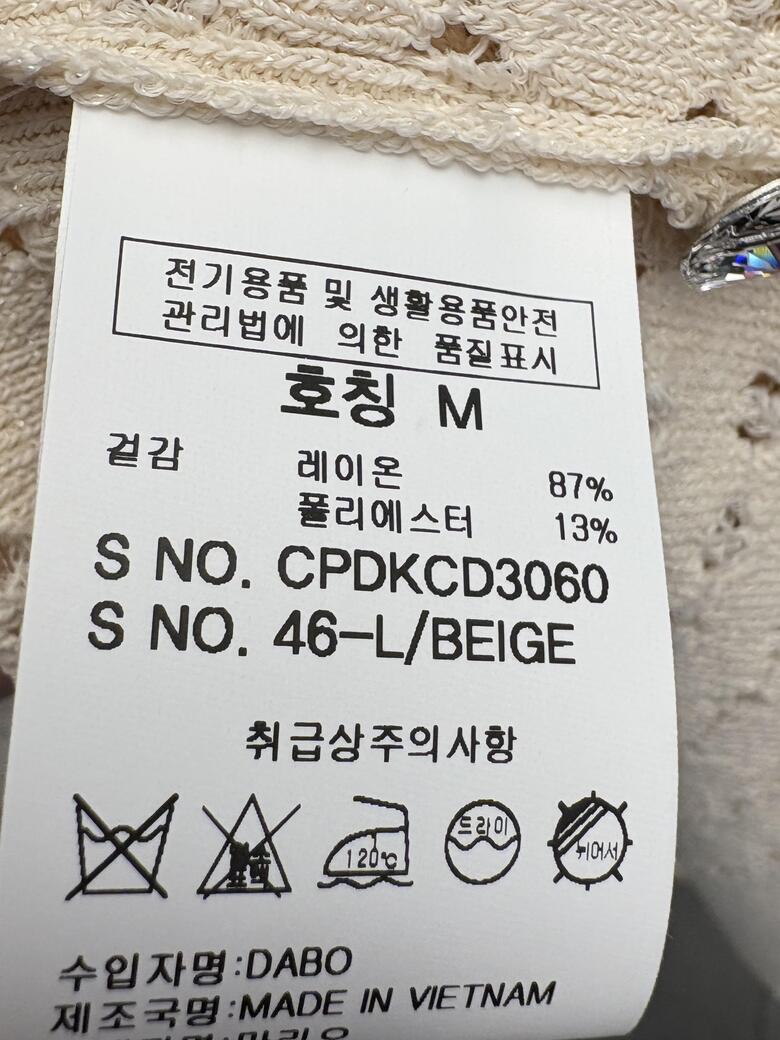 전기용품 및 생활용품안전
관리법에 의한 품질표시
호칭 M
겉감 레이온 87%
폴리에스터 13%
S NO. CPDKCD3060
S NO. 46-L/BEIGE
취급상주의사항
120℃ 드라이 뉘어서
수입자명:DABO
제조국명:MADE IN VIETNAM